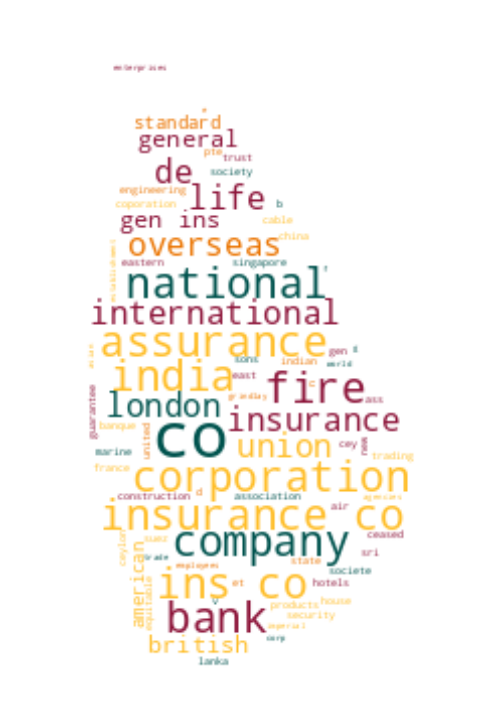 enterprises
standard
general
pte
trust
de
society
engineering
life
coporation
b
gen ins
cable
china
overseas
eastern
singapore
establishment
national
international
assurance
asian
gen
g
sons
indian
world
india
east
fire
c
ass
grindlay
guarantee
london
insurance
banque
co
union
cey
new
united
marine
trading
france
corporation
construction
d
association
agencies
air
insurance co
ceased
ceylon
suez
company
sri
trade
state
employees
societe
american
equitable
ins co
et
hotels
v
products
house
bank
security
imperial
corp
british
lanka